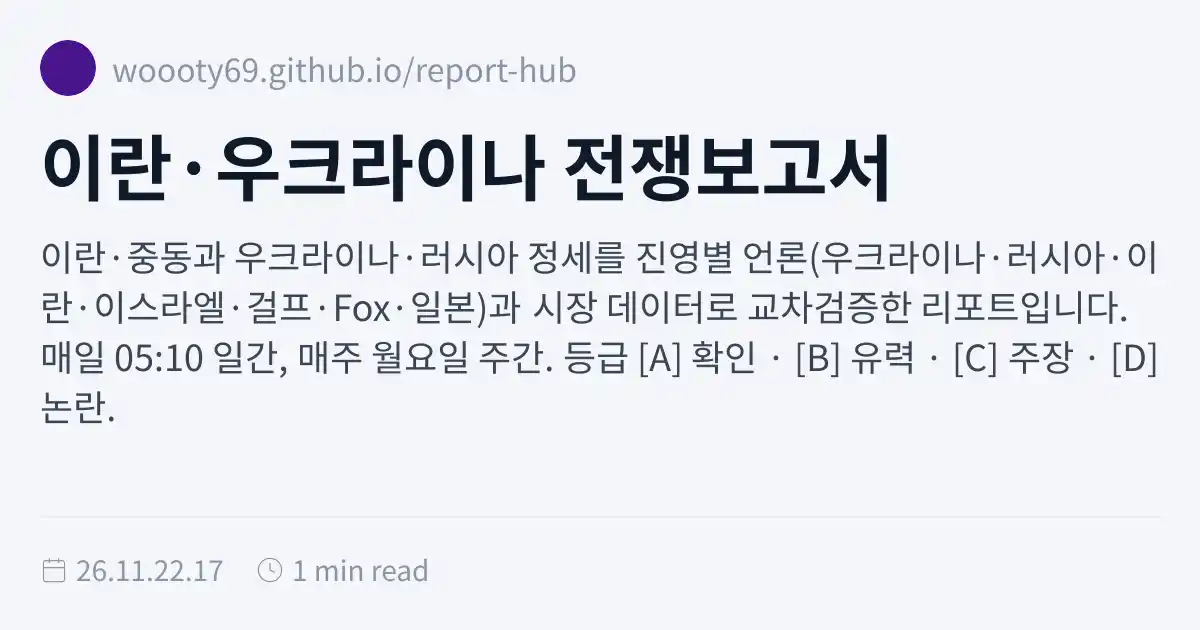 woooty69.github.io/report-hub
이란·우크라이나 전쟁보고서
이란·중동과 우크라이나·러시아 정세를 진영별 언론(우크라이나·러시아·이
란·이스라엘·걸프·Fox·일본)과 시장 데이터로 교차검증한 리포트입니다.
매일 05:10 일간, 매주 월요일 주간. 등급 [A] 확인 · [B] 유력 · [C] 주장 · [D]
논란.
26.11.22.17
1 min read